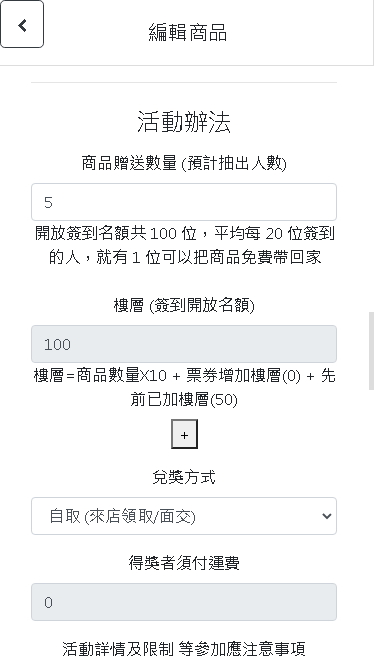 編輯商品
活動辦法
商品贈送數量 (預計抽出人數)
5
開放簽到名額共 100 位，平均每 20 位簽到
的人，就有 1 位可以把商品免費帶回家
樓層 (簽到開放名額)
100
樓層=商品數量X10 + 票券增加樓層(0) + 先
前已加樓層(50)
+
兌獎方式
自取 (來店領取/面交)
得獎者須付運費
0
活動詳情及限制 等參加應注意事項